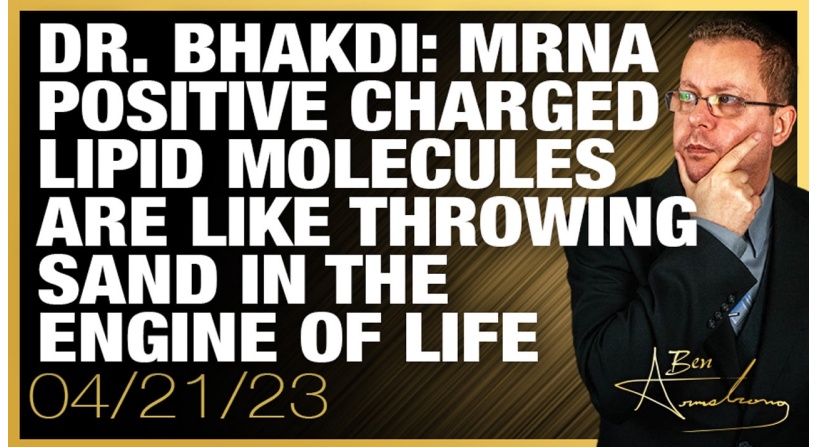 DR. BHAKDI: MRNA
POSITIVE CHARGED
LIPID MOLECULES
ARE LIKE THROWING
SAND IN THE
ENGINE OF LIFE
04/21/23
Ben
Armstrong